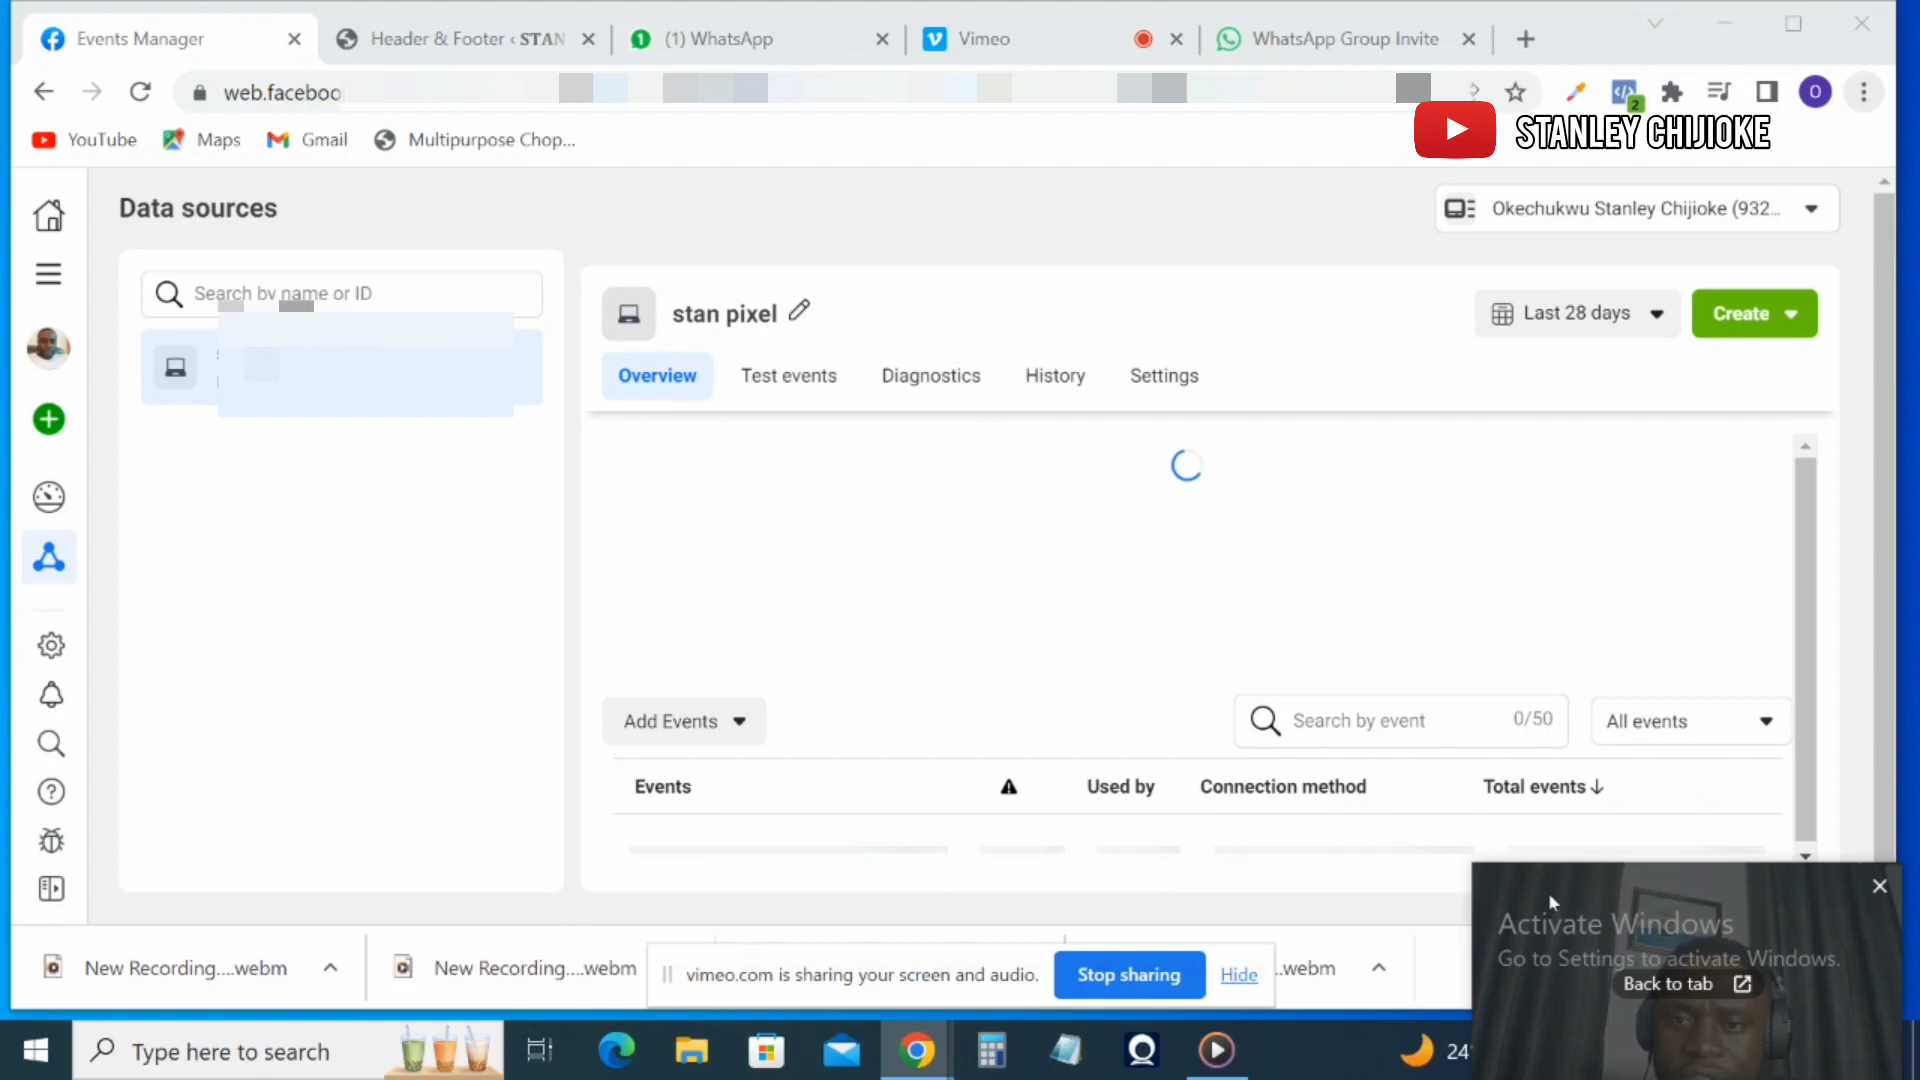 Events Manager
Header & Footer ‹ STAN
1 (1) WhatsApp
Vimeo
WhatsApp Group Invite
web.faceboo
2
O
YouTube
Maps
Gmail
Multipurpose Chop...
STANLEY CHIJIOKE
Data sources
Okechukwu Stanley Chijioke (932...
Search by name or ID
stan pixel
Last 28 days
Create
Overview
Test events
Diagnostics
History
Settings
Add Events
Search by event
0/50
All events
Events
Used by
Connection method
Total events
Activate Windows
Go to Settings to activate Windows.
Back to tab
New Recording....webm
New Recording....webm
vimeo.com is sharing your screen and audio.
Stop sharing
Hide
...webm
Type here to search
24°